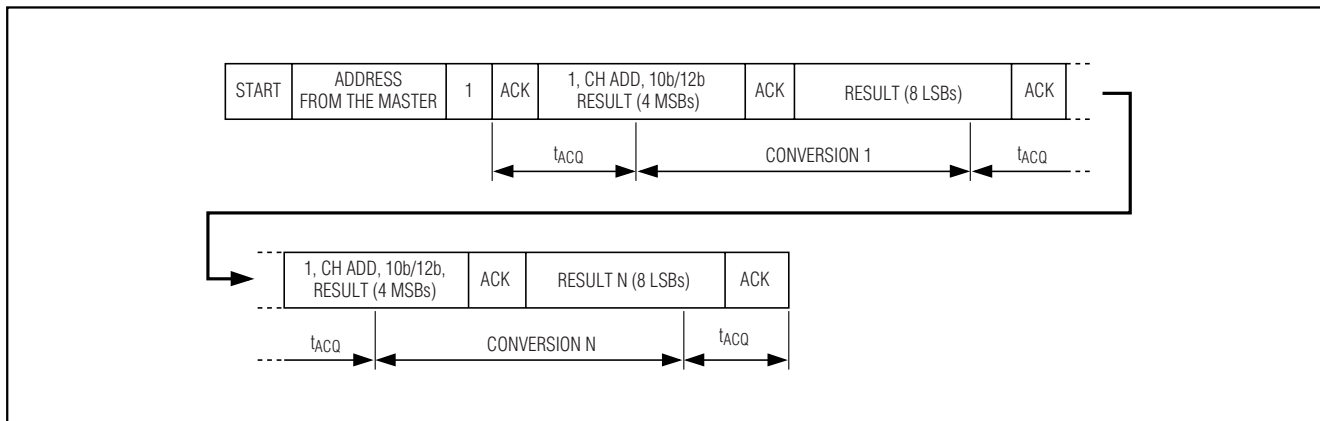 START
ADDRESS
FROM THE MASTER
1
ACK
1, CH ADD, 10b/12b
RESULT (4 MSBs)
ACK
RESULT (8 LSBs)
ACK
tACQ
CONVERSION 1
tACQ
1, CH ADD, 10b/12b,
RESULT (4 MSBs)
ACK
RESULT N (8 LSBs)
ACK
tACQ
CONVERSION N
tACQ